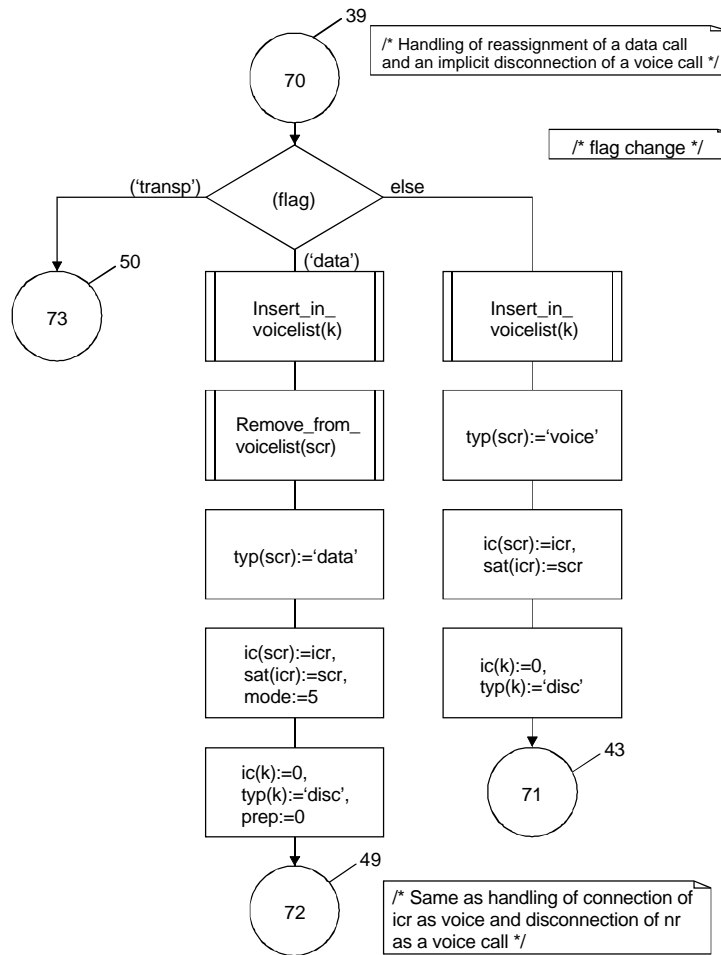 39
/* Handling of reassignment of a data call
and an implicit disconnection of a voice call */
70
/* flag change */
(‘transp’)
(flag)
else
(‘data’)
50
73
Insert_in_
voicelist(k)
Insert_in_
voicelist(k)
Remove_from_
voicelist(scr)
typ(scr):=‘voice’
typ(scr):=‘data’
ic(scr):=icr,
sat(icr):=scr
ic(scr):=icr,
sat(icr):=scr,
mode:=5
ic(k):=0,
typ(k):=‘disc’
ic(k):=0,
typ(k):=‘disc’,
prep:=0
43
71
49
72
/* Same as handling of connection of
icr as voice and disconnection of nr
as a voice call */